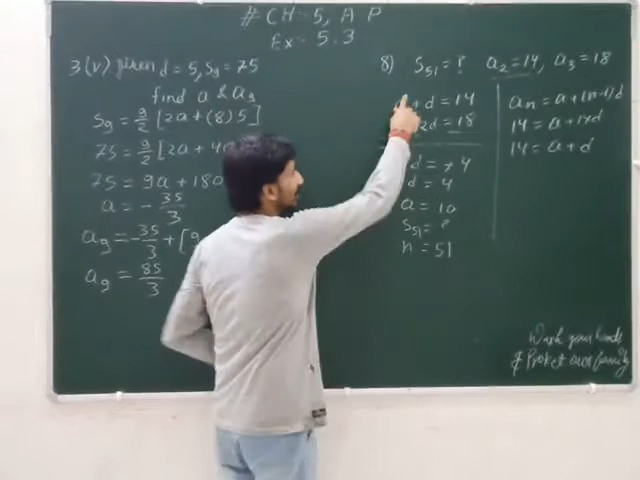 # CH-5, A P
Ex- 5.3
3(v) given d = 5, S₉ = 75
find a & a₉
S₉ = 9/2 [2a + (8) 5]
75 = 9/2 [2a + 4
75 = 9a + 180
a = - 35/3
a₉ = -35/3 + [9
a₉ = 85/3
8) S₅₁ = ? a₂ = 14, a₃ = 18
+ d = 14
2d = 18
d = + 4
d = 4
a = 10
S₅₁ = ?
n = 51
aₙ = a + (n-1) d
14 = a + 1d
14 = a + d
Wash your hands
& Protect your family